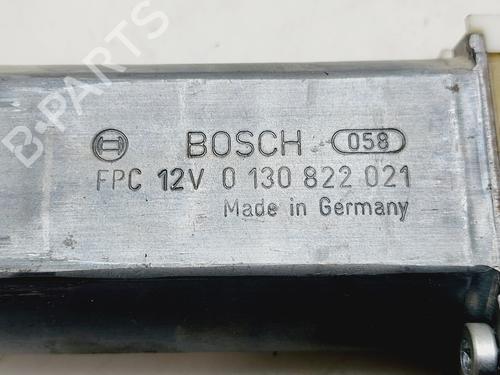 B-PARTS
BOSCH 058
FPC 12V 0 130 822 021
Made in Germany